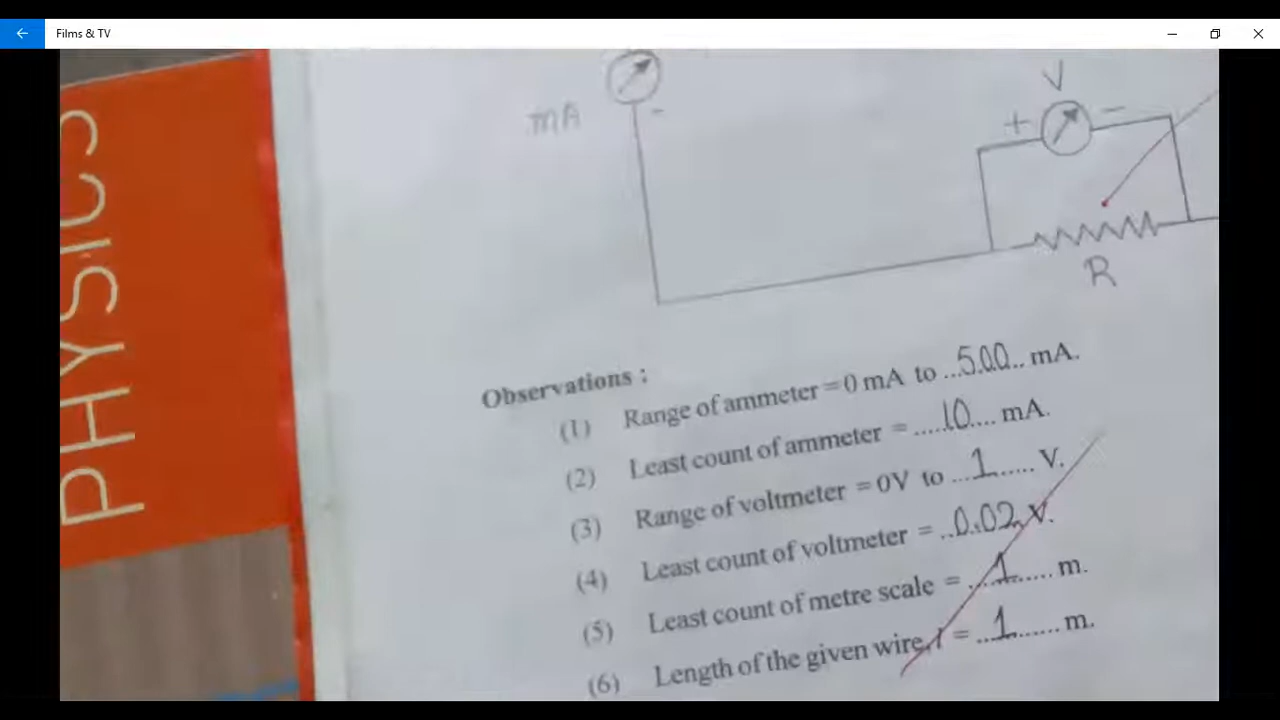 Films & TV
PHYSICS
mA
-
V
+ -
R
Observations :
(1) Range of ammeter = 0 mA to ...500.. mA.
(2) Least count of ammeter = .....10.... mA.
(3) Range of voltmeter = 0V to ...1..... V.
(4) Least count of voltmeter = ..0.02.. V.
(5) Least count of metre scale = ....1...... m.
(6) Length of the given wire, l = ...1........ m.